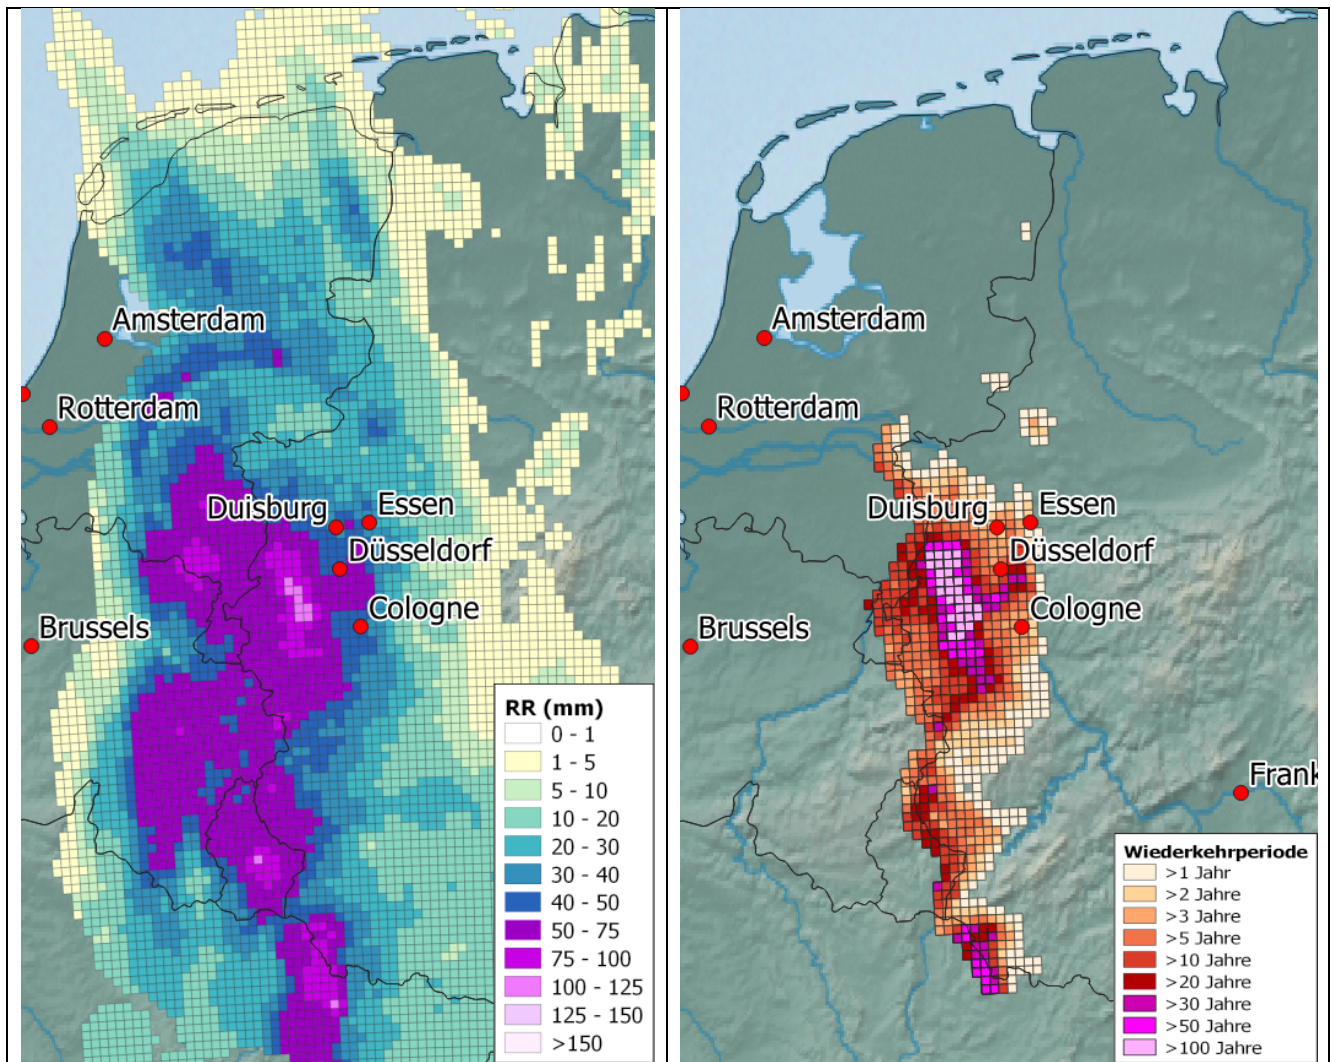 Amsterdam
Rotterdam
Duisburg
Essen
Düsseldorf
Cologne
Brussels
RR (mm)
0 - 1
1 - 5
5 - 10
10 - 20
20 - 30
30 - 40
40 - 50
50 - 75
75 - 100
100 - 125
125 - 150
>150
Amsterdam
Rotterdam
Duisburg
Essen
Düsseldorf
Cologne
Brussels
Frank
Wiederkehrperiode
>1 Jahr
>2 Jahre
>3 Jahre
>5 Jahre
>10 Jahre
>20 Jahre
>30 Jahre
>50 Jahre
>100 Jahre